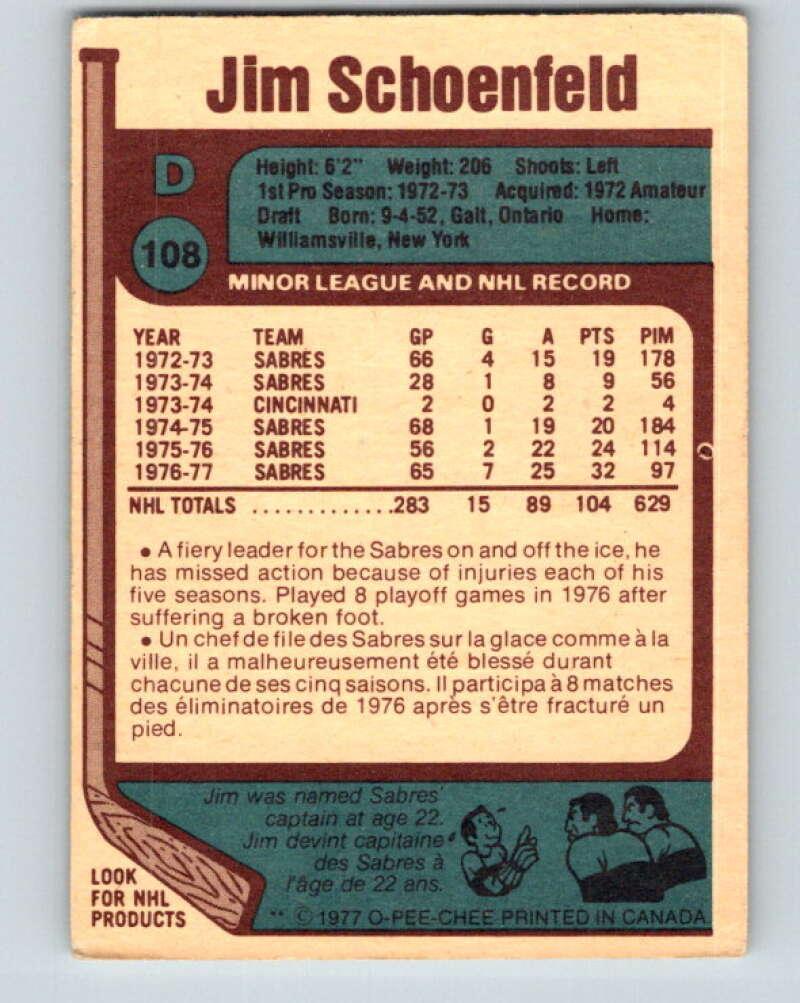 Jim Schoenfeld
D
Height: 6'2" Weight: 206 Shoots: Left
1st Pro Season: 1972-73 Acquired: 1972 Amateur
Draft Born: 9-4-52, Galt, Ontario Home:
Williamsville, New York
108
MINOR LEAGUE AND NHL RECORD
YEAR TEAM GP G A PTS PIM
1972-73 SABRES 66 4 15 19 178
1973-74 SABRES 28 1 8 9 56
1973-74 CINCINNATI 2 0 2 2 4
1974-75 SABRES 68 1 19 20 184
1975-76 SABRES 56 2 22 24 114
1976-77 SABRES 65 7 25 32 97
NHL TOTALS .............283 15 89 104 629
• A fiery leader for the Sabres on and off the ice, he
has missed action because of injuries each of his
five seasons. Played 8 playoff games in 1976 after
suffering a broken foot.
• Un chef de file des Sabres sur la glace comme à la
ville, il a malheureusement été blessé durant
chacune de ses cinq saisons. Il participa à 8 matches
des éliminatoires de 1976 après s'être fracturé un
pied.
Jim was named Sabres'
captain at age 22.
Jim devint capitaine
des Sabres à
l'âge de 22 ans.
LOOK
FOR NHL
PRODUCTS
** © 1977 O-PEE-CHEE PRINTED IN CANADA